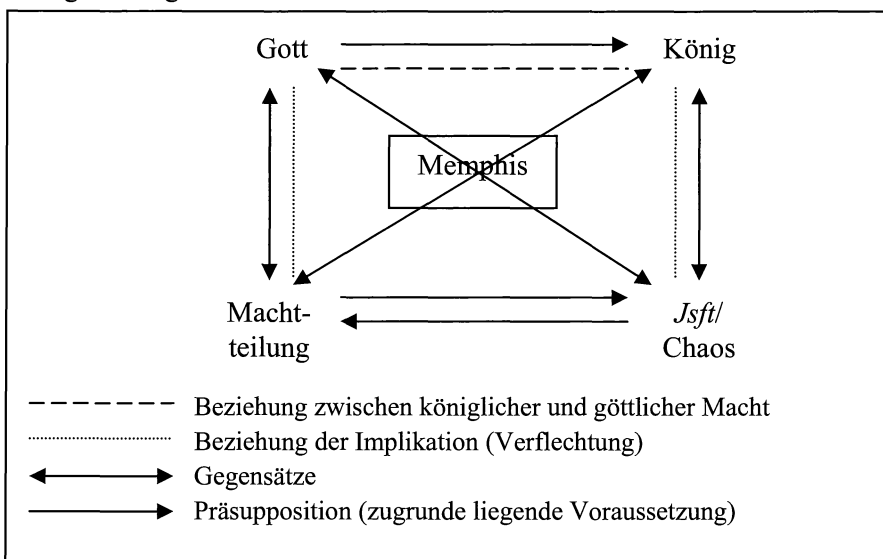 Gott König
Memphis
Macht- Jsft/
teilung Chaos
Beziehung zwischen königlicher und göttlicher Macht
Beziehung der Implikation (Verflechtung)
Gegensätze
Präsupposition (zugrunde liegende Voraussetzung)